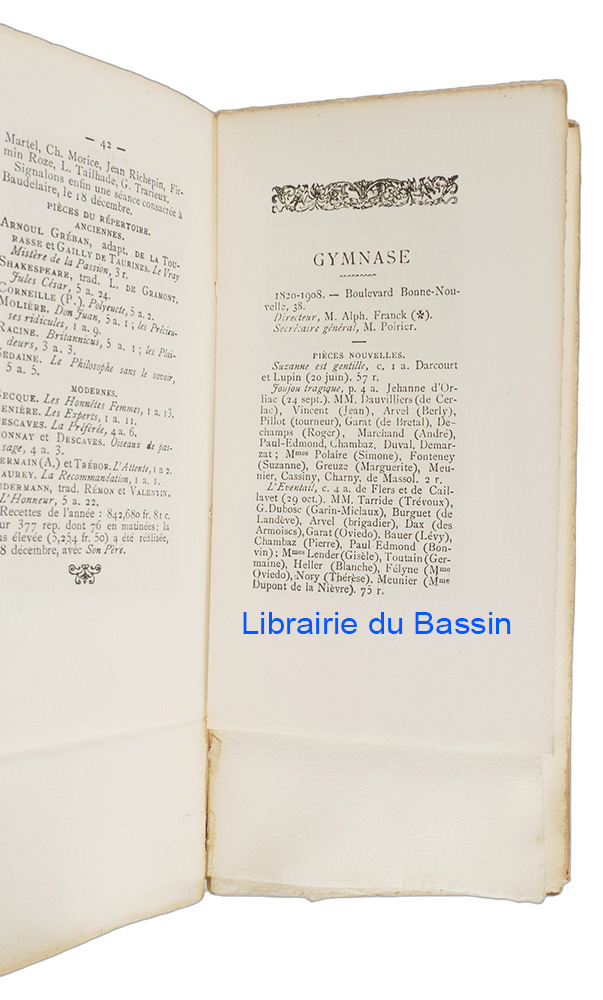 — 42 —
Martel, Ch. Morice, Jean Richepin, Fir-
min Roze, L. Tailhade, G. Trarieux.
Signalons enfin une séance consacrée à
Baudelaire, le 18 décembre.
PIÈCES DU RÉPERTOIRE.
ANCIENNES.
ARNOUL GRÉBAN, adapt. DE LA TOU-
RASSE et GAILLY DE TAURINES. Le Vray
Mistère de la Passion, 3 r.
SHAKESPEARE, trad. L. DE GRAMONT.
Jules César, 5 a. 24.
CORNEILLE (P.). Polyeucte, 5 a. 2.
MOLIÈRE. Don Juan, 5 a. 1; les Précieu-
ses ridicules, 1 a. 9.
RACINE. Britannicus, 5 a. 1; les Plai-
deurs, 3 a. 3.
SEDAINE. Le Philosophe sans le savoir,
5 a. 5.
MODERNES.
BECQUE. Les Honnêtes Femmes, 1 a. 13.
Les Experts, 1 a. 11.
DESCAVES. La Préférée, 4 a. 6.
DONNAY et DESCAVES. Oiseaux de pas-
sage, 4 a. 3.
GERMAIN (A.) et TRÉBOR. L'Attente, 1 a. 2.
La Recommandation, 1 a. 1.
SUDERMANN, trad. RÉMON et VALENTIN.
L'Honneur, 5 a. 22.
Recettes de l'année : 842,680 fr. 81 c.
ur 377 rep. dont 76 en matinées; la
us élevée (5,254 fr. 50) a été réalisée,
8 décembre, avec Son Père.
GYMNASE
1820-1908. — Boulevard Bonne-Nou-
velle, 38.
Directeur, M. Alph. Franck (✻).
Secrétaire général, M. Poirier.
PIÈCES NOUVELLES.
Suzanne est gentille, c. 1 a. Darcourt
et Lupin (20 juin). 57 r.
Joujou tragique, p. 4 a. Jehanne d'Or-
liac (24 sept.). MM. Dauvilliers (de Cer-
lac), Vincent (Jean), Arvel (Berly),
Pillot (tourneur), Garat (de Bretal), De-
champs (Roger), Marchand (André),
Paul-Edmond, Chambaz, Duval, Demar-
zat; Mmes Polaire (Simone), Fonteney
(Suzanne), Greuze (Marguerite), Meu-
nier, Cassiny, Charny, de Massol. 2 r.
L'Eventail, c. 4 a. de Flers et de Cail-
lavet (29 oct.). MM. Tarride (Trévoux),
G. Dubosc (Garin-Miclaux), Burguet (de
Landève), Arvel (brigadier), Dax (des
Armoises), Garat (Oviedo), Bauer (Lévy),
Chambaz (Pierre), Paul-Edmond (Bon-
vin); Mmes Lender (Gisèle), Toutain (Ger-
maine), Heller (Blanche), Félyne (Mme
Oviedo), Nory (Thérèse), Meunier (Mme
Dupont de la Nièvre). 75 r.
Librairie du Bassin